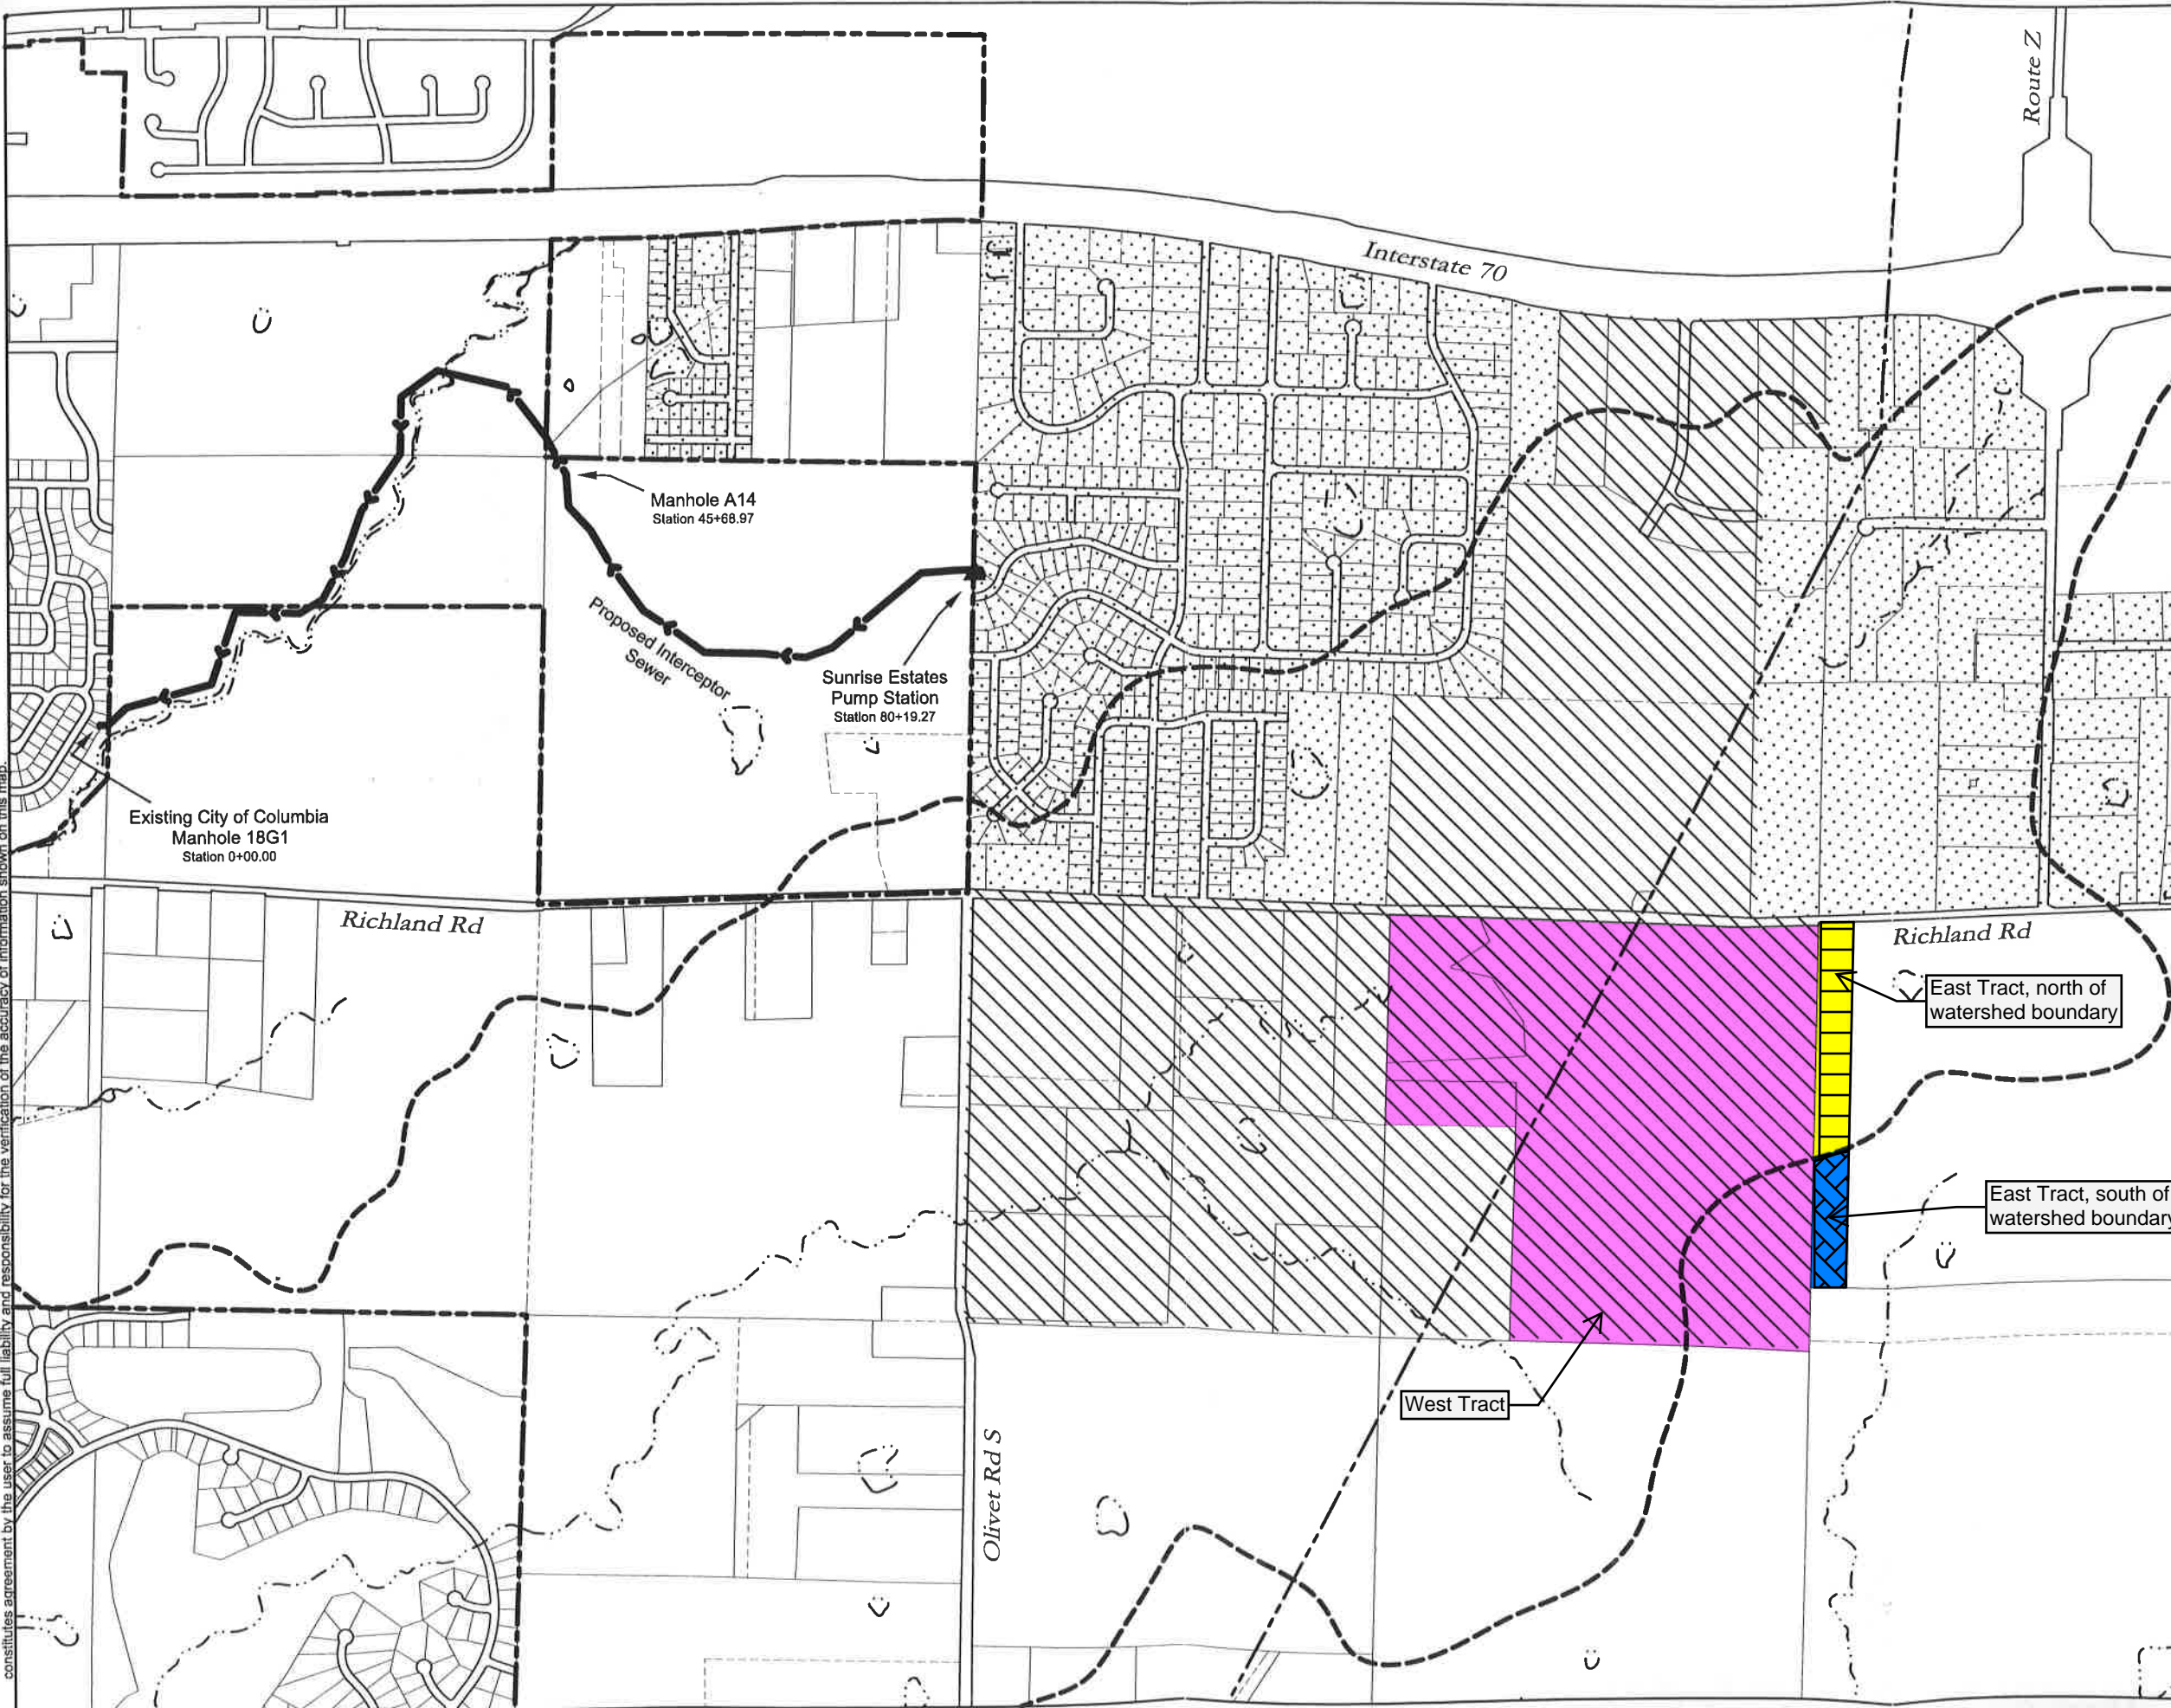 Route Z
Interstate 70
Manhole A14
Station 45+68.97
Proposed Interceptor
Sewer
Sunrise Estates
Pump Station
Station 80+19.27
Existing City of Columbia
Manhole 18G1
Station 0+00.00
Richland Rd
Richland Rd
East Tract, north of
watershed boundary
East Tract, south of
watershed boundary
West Tract
Olivet Rd S
constitutes agreement by the user to assume full liability and responsibility for the verification of the accuracy of information shown on this map.